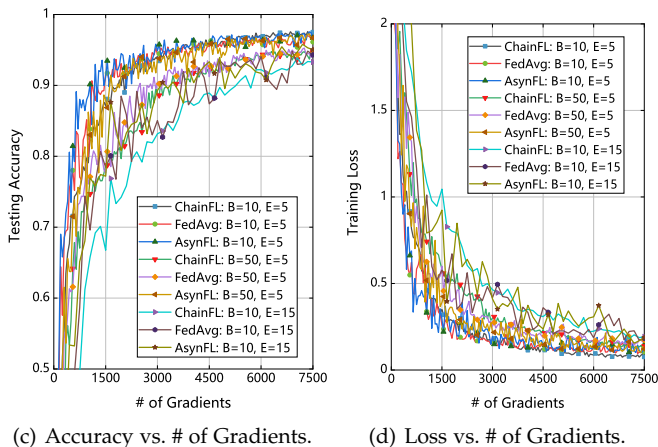 Testing Accuracy
1
0.9
0.8
0.7
0.6
0.5
0
1500
3000
4500
6000
7500
# of Gradients
ChainFL: B=10, E=5
FedAvg: B=10, E=5
AsynFL: B=10, E=5
ChainFL: B=50, E=5
FedAvg: B=50, E=5
AsynFL: B=50, E=5
ChainFL: B=10, E=15
FedAvg: B=10, E=15
AsynFL: B=10, E=15
(c) Accuracy vs. # of Gradients.
Training Loss
2
1.5
1
0.5
0
0
1500
3000
4500
6000
7500
# of Gradients
ChainFL: B=10, E=5
FedAvg: B=10, E=5
AsynFL: B=10, E=5
ChainFL: B=50, E=5
FedAvg: B=50, E=5
AsynFL: B=50, E=5
ChainFL: B=10, E=15
FedAvg: B=10, E=15
AsynFL: B=10, E=15
(d) Loss vs. # of Gradients.